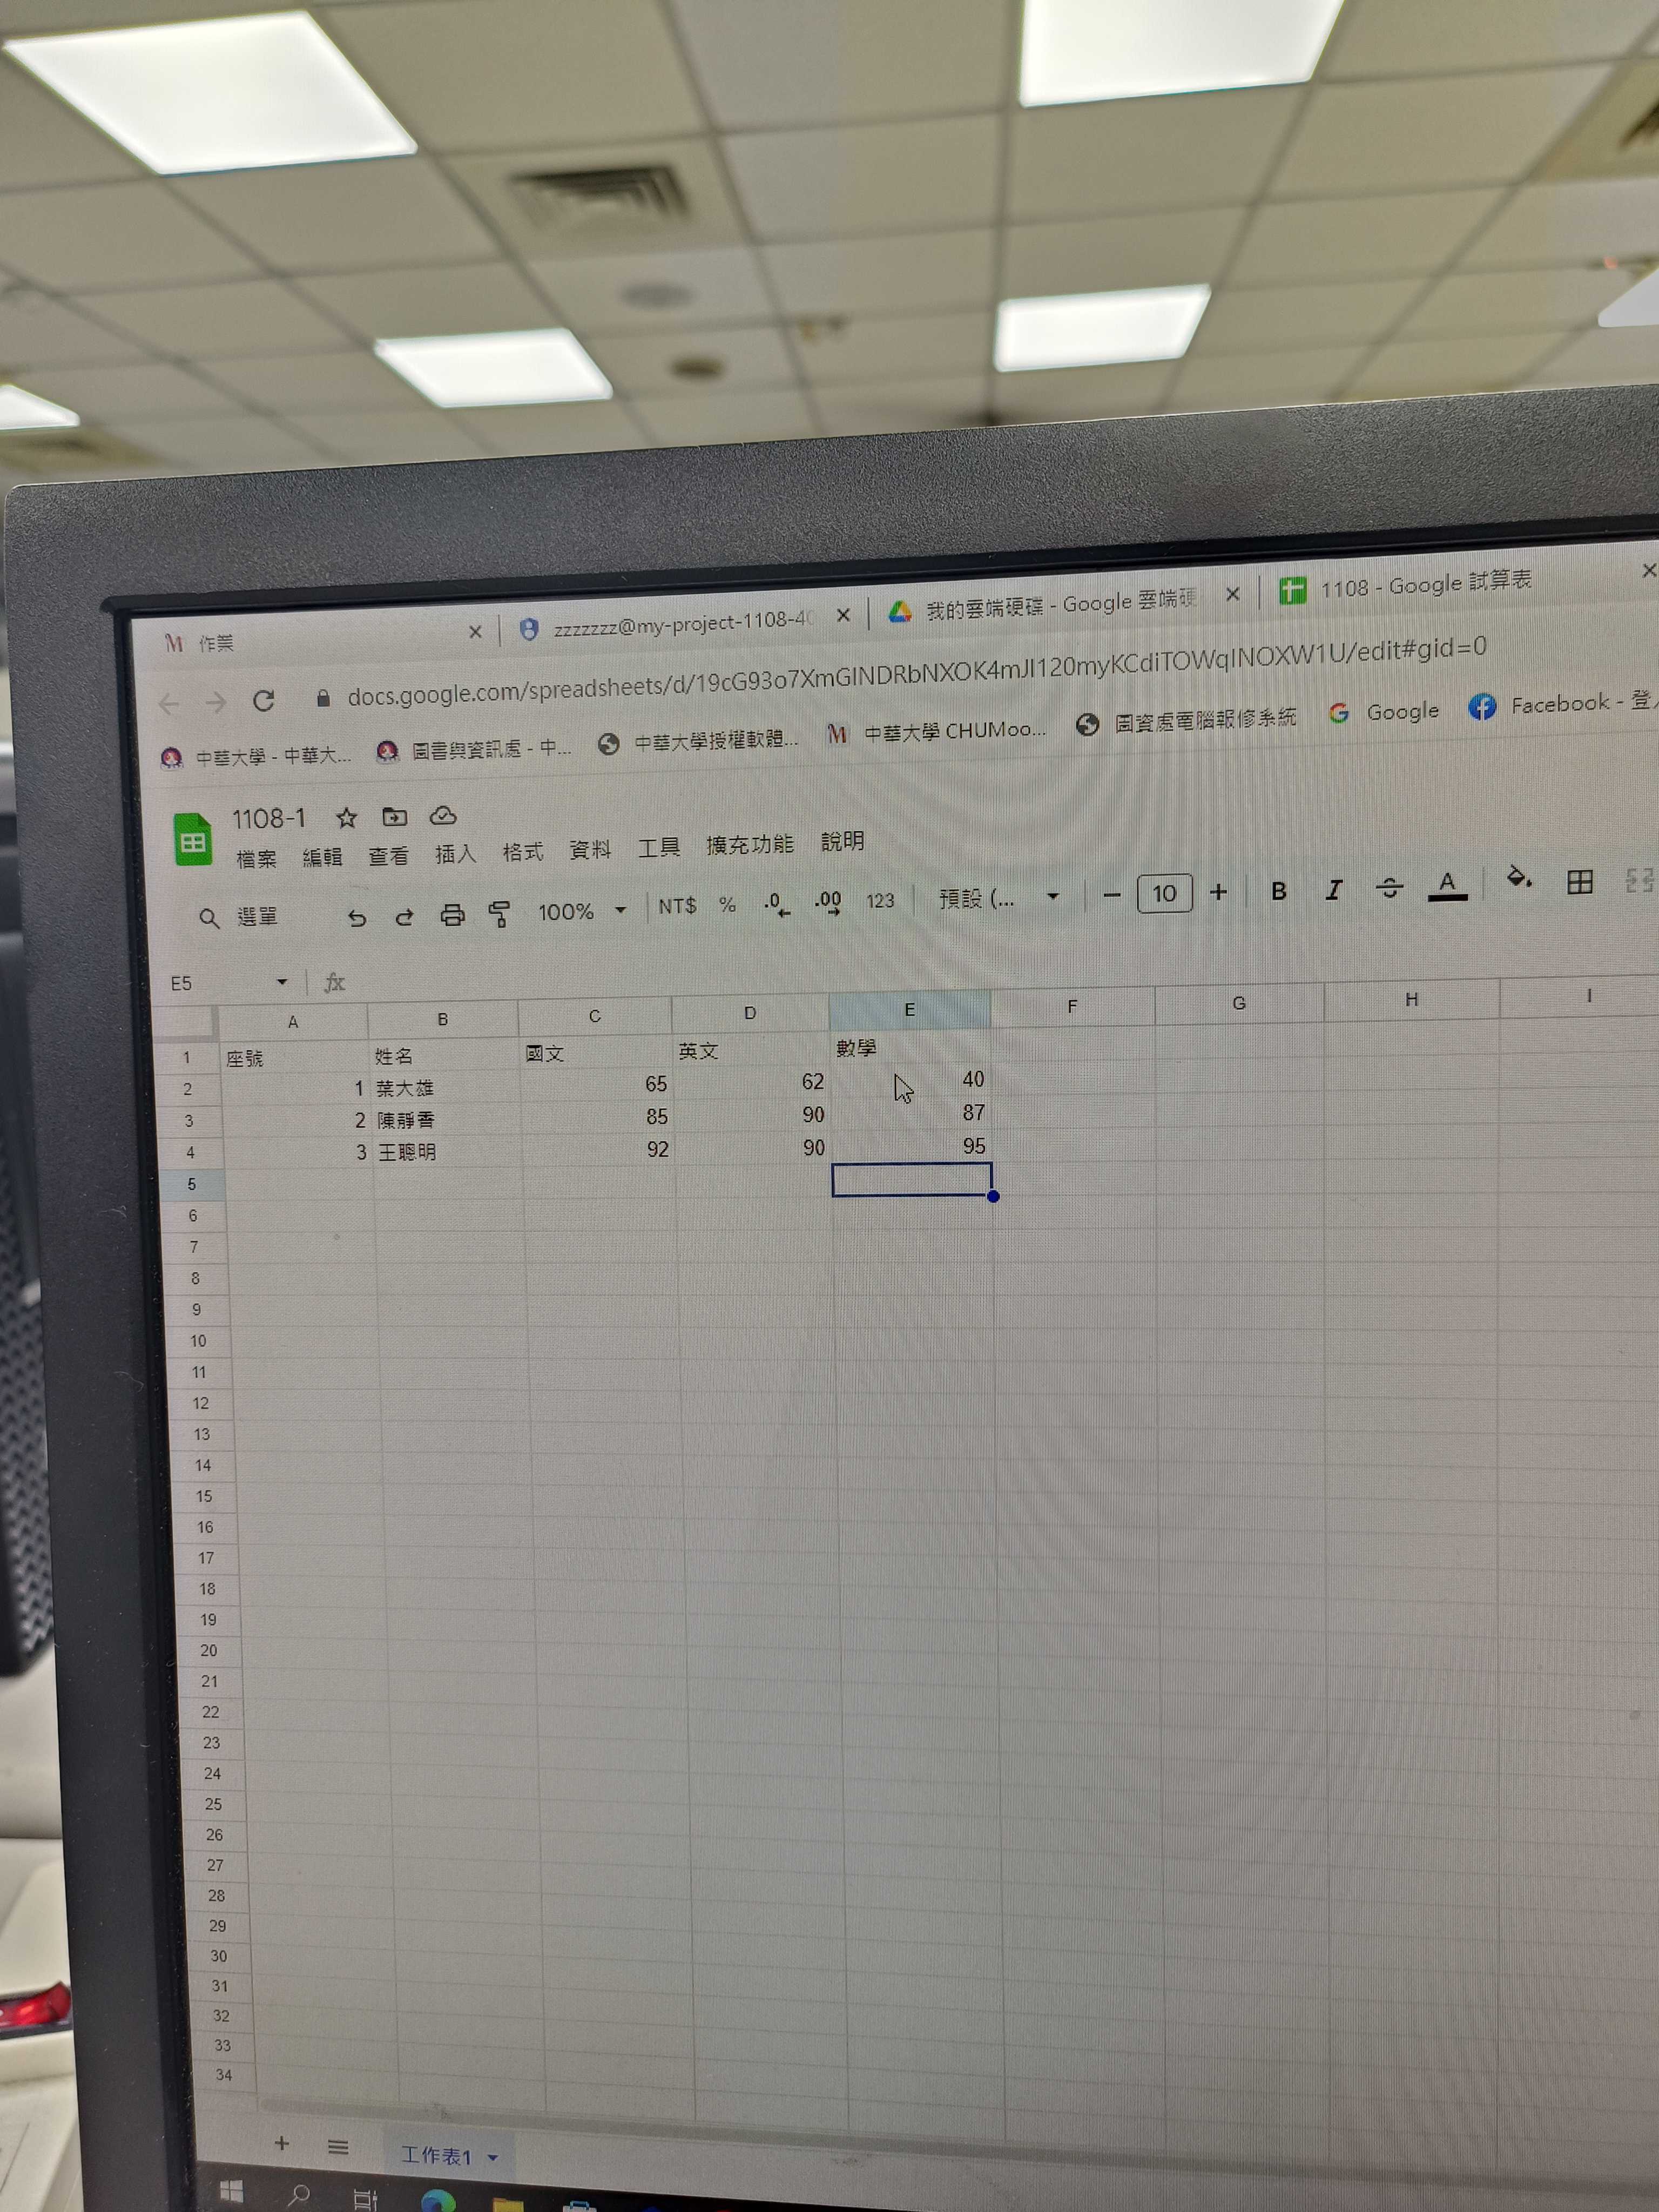 作業
zzzzzzz@my-project-1108-4
我的雲端硬碟 - Google 雲端硬
1108 - Google 試算表
docs.google.com/spreadsheets/d/19cG93o7XmGINDRbNXOK4mJI120myKCdiTOWqINOXW1U/edit#gid=0
中華大學 - 中華大...
圖書與資訊處 - 中...
中華大學授權軟體...
中華大學 CHUMoo...
圖資處電腦報修系統
Google
Facebook - 登
1108-1
檔案 編輯 查看 插入 格式 資料 工具 擴充功能 說明
選單 100% NT$ % .0 .00 123 預設 (... 10 B I A
E5 fx
A B C D E F G H I
1 座號 姓名 國文 英文 數學
2 1 葉大雄 65 62 40
3 2 陳靜香 85 90 87
4 3 王聰明 92 90 95
5
6
7
8
9
10
11
12
13
14
15
16
17
18
19
20
21
22
23
24
25
26
27
28
29
30
31
32
33
34
工作表1